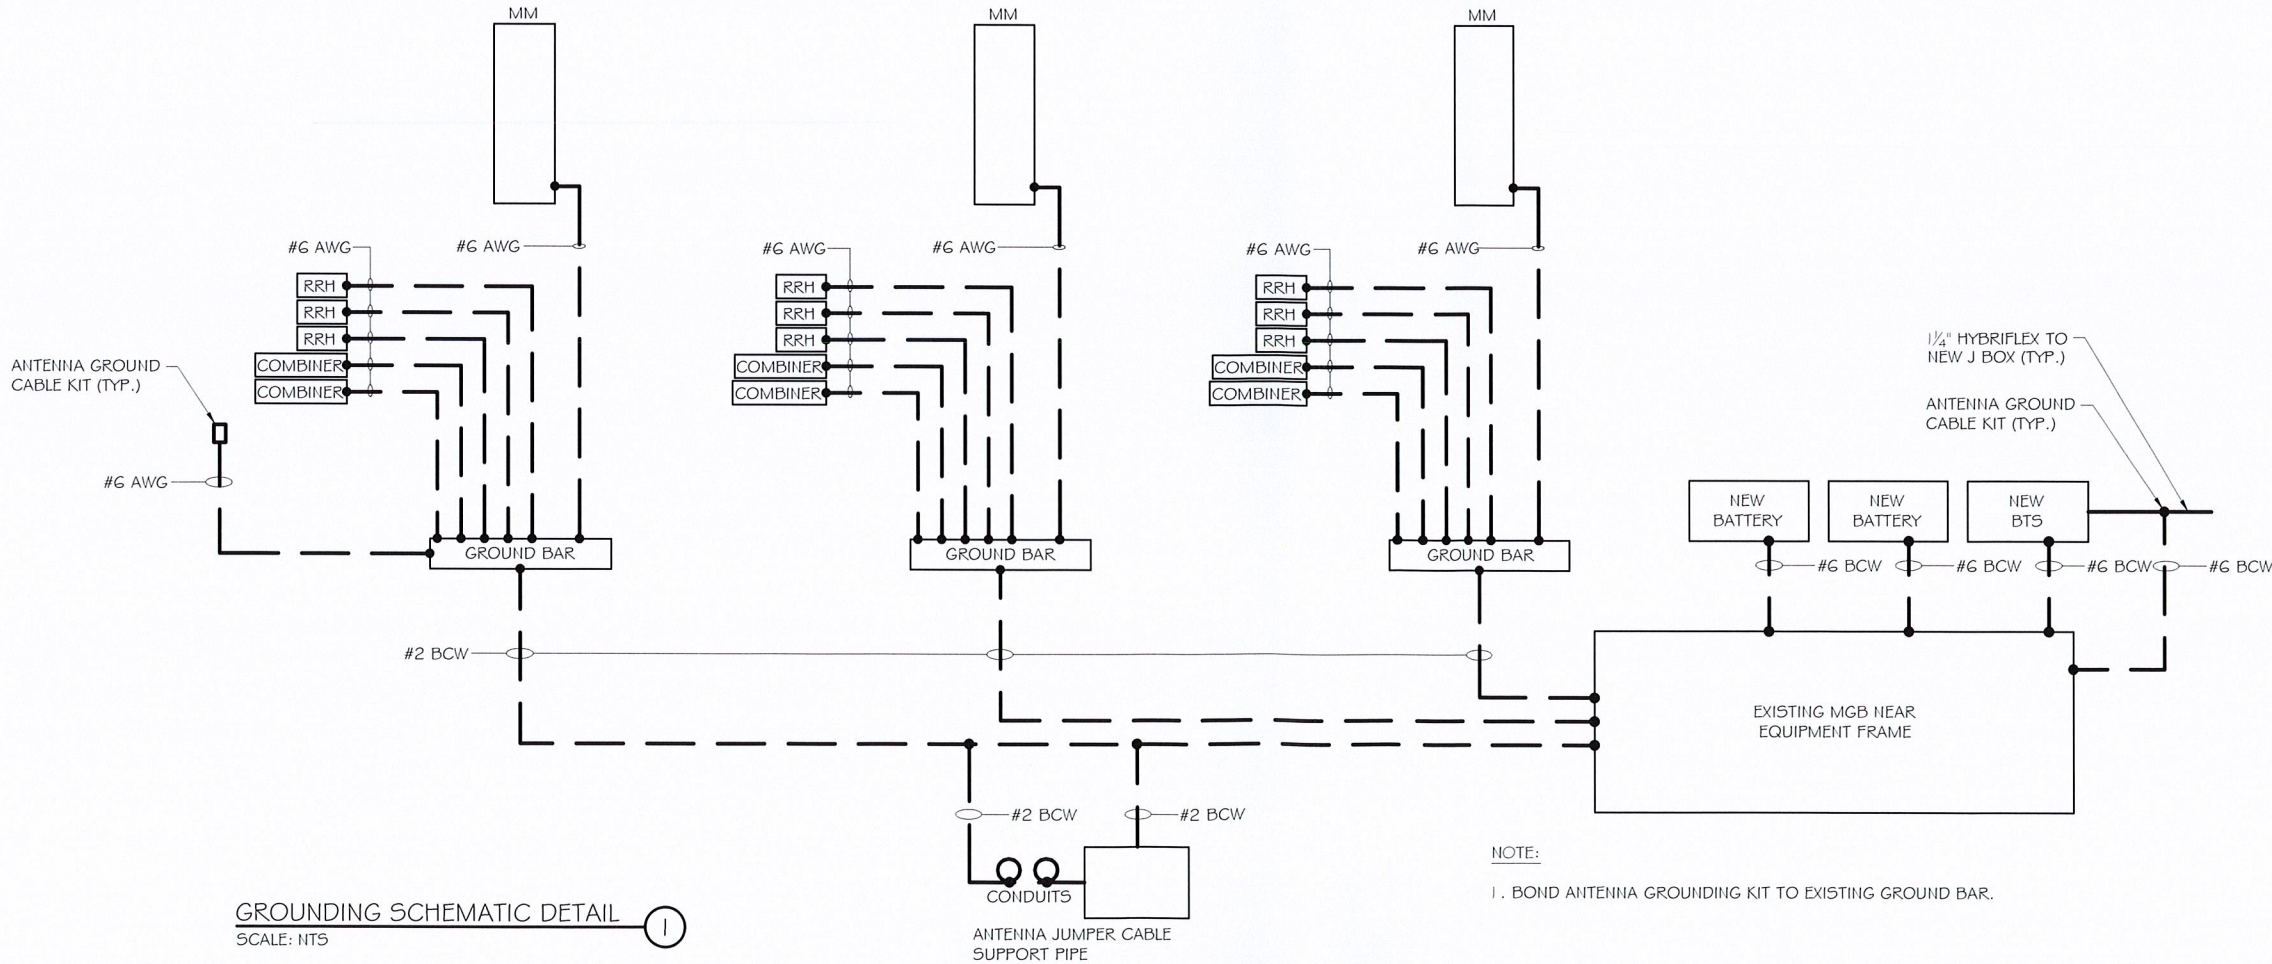 MM
MM
MM
#6 AWG
#6 AWG
#6 AWG
#6 AWG
#6 AWG
#6 AWG
RRH
RRH
RRH
COMBINER
COMBINER
RRH
RRH
RRH
COMBINER
COMBINER
RRH
RRH
RRH
COMBINER
COMBINER
ANTENNA GROUND
CABLE KIT (TYP.)
#6 AWG
1¼" HYBRIFLEX TO
NEW J BOX (TYP.)
ANTENNA GROUND
CABLE KIT (TYP.)
NEW
BATTERY
NEW
BATTERY
NEW
BTS
GROUND BAR
GROUND BAR
GROUND BAR
#6 BCW
#6 BCW
#6 BCW
#6 BCW
#2 BCW
EXISTING MGB NEAR
EQUIPMENT FRAME
#2 BCW
#2 BCW
CONDUITS
ANTENNA JUMPER CABLE
SUPPORT PIPE
NOTE:
1. BOND ANTENNA GROUNDING KIT TO EXISTING GROUND BAR.
GROUNDING SCHEMATIC DETAIL
1
SCALE: NTS